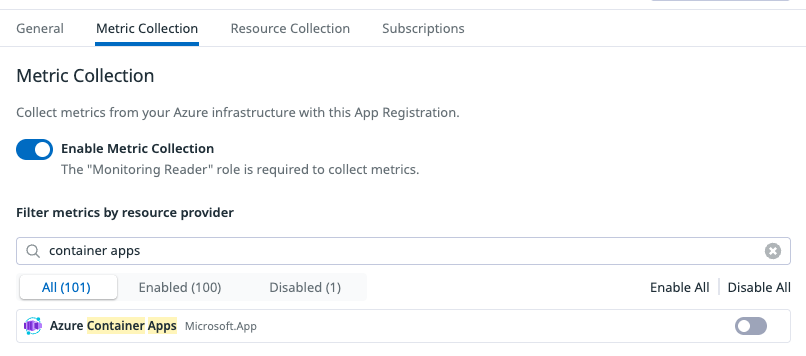 General Metric Collection Resource Collection Subscriptions
Metric Collection
Collect metrics from your Azure infrastructure with this App Registration.
Enable Metric Collection
The "Monitoring Reader" role is required to collect metrics.
Filter metrics by resource provider
container apps
All (101) Enabled (100) Disabled (1) Enable All Disable All
Azure Container Apps Microsoft.App